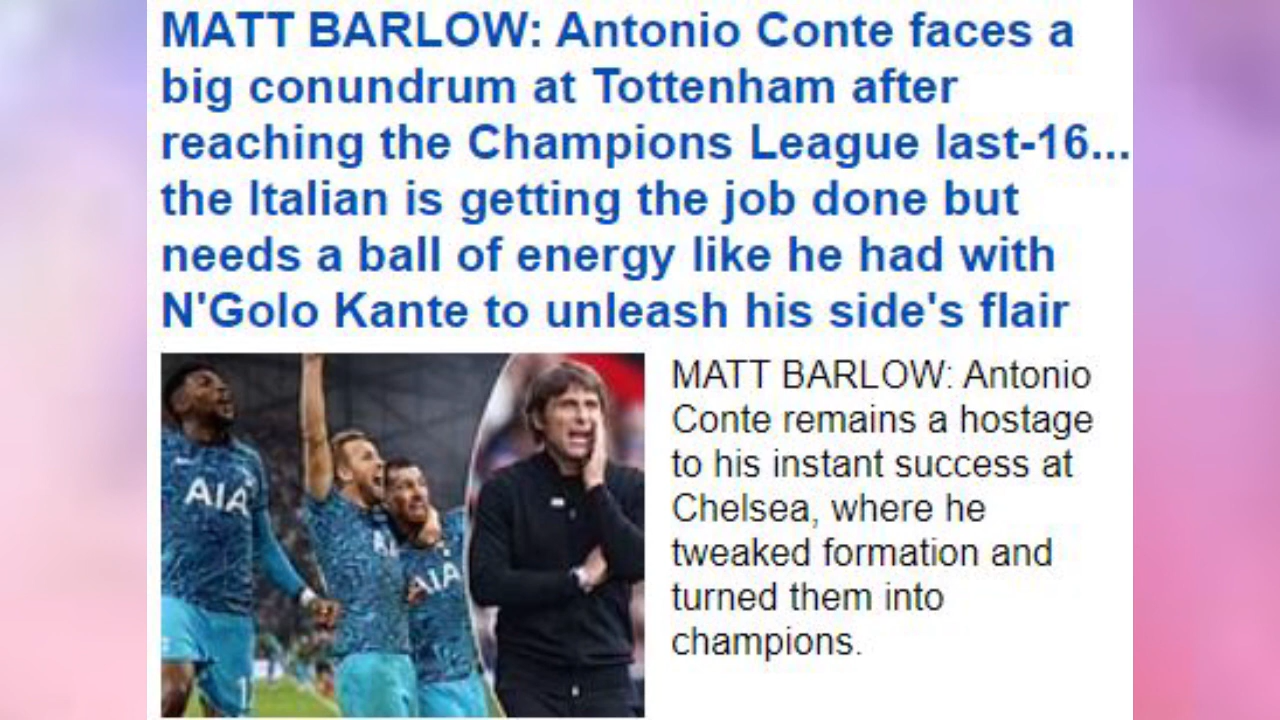 MATT BARLOW: Antonio Conte faces a
big conundrum at Tottenham after
reaching the Champions League last-16...
the Italian is getting the job done but
needs a ball of energy like he had with
N'Golo Kante to unleash his side's flair
MATT BARLOW: Antonio
Conte remains a hostage
to his instant success at
Chelsea, where he
tweaked formation and
turned them into
champions.
AIA
AIA